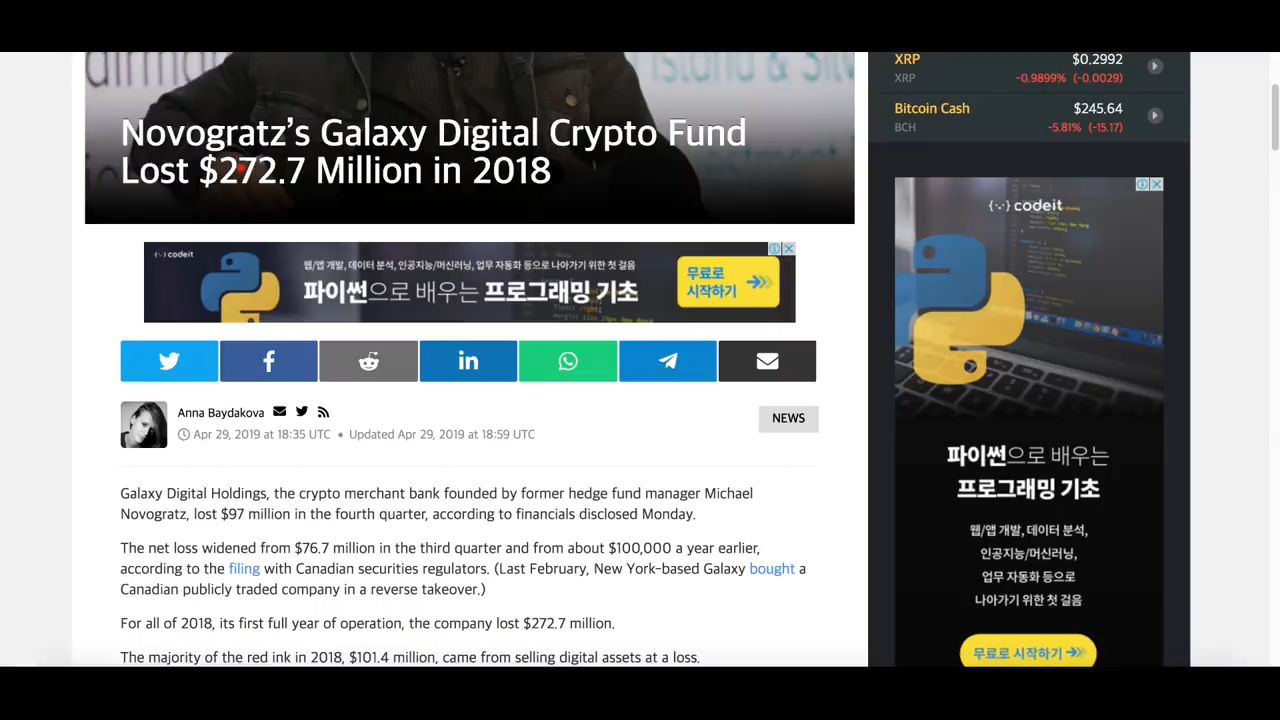 Novogratz's Galaxy Digital Crypto Fund
Lost $272.7 Million in 2018
{··} codeit
웹/앱 개발, 데이터 분석, 인공지능/머신러닝, 업무 자동화 등으로 나아가기 위한 첫 걸음
파이썬으로 배우는 프로그래밍 기초
무료로
시작하기
in
Anna Baydakova
Apr 29, 2019 at 18:35 UTC • Updated Apr 29, 2019 at 18:59 UTC
NEWS
Galaxy Digital Holdings, the crypto merchant bank founded by former hedge fund manager Michael
Novogratz, lost $97 million in the fourth quarter, according to financials disclosed Monday.
The net loss widened from $76.7 million in the third quarter and from about $100,000 a year earlier,
according to the filing with Canadian securities regulators. (Last February, New York-based Galaxy bought a
Canadian publicly traded company in a reverse takeover.)
For all of 2018, its first full year of operation, the company lost $272.7 million.
The majority of the red ink in 2018, $101.4 million, came from selling digital assets at a loss.
XRP $0.2992
XRP -0.9899% (-0.0029)
Bitcoin Cash $245.64
BCH -5.81% (-15.17)
{··} codeit
파이썬으로 배우는
프로그래밍 기초
웹/앱 개발, 데이터 분석,
인공지능/머신러닝,
업무 자동화 등으로
나아가기 위한 첫 걸음
무료로 시작하기